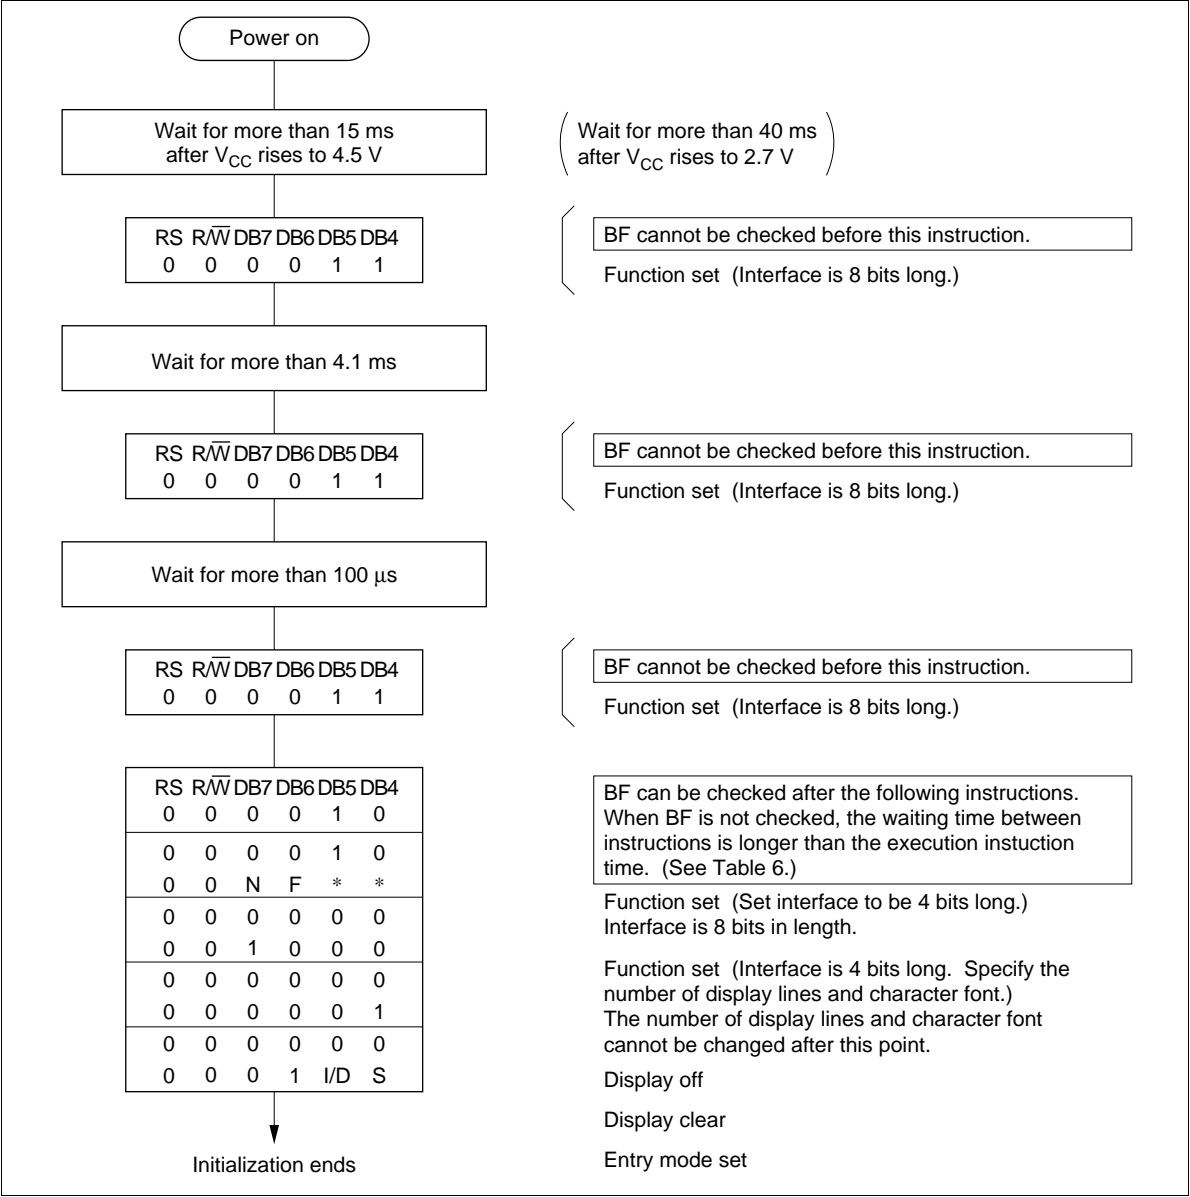 Power on
Wait for more than 15 ms
after VCC rises to 4.5 V
Wait for more than 40 ms
after VCC rises to 2.7 V
RS R/W̅ DB7 DB6 DB5 DB4
0 0 0 0 1 1
BF cannot be checked before this instruction.
Function set (Interface is 8 bits long.)
Wait for more than 4.1 ms
RS R/W̅ DB7 DB6 DB5 DB4
0 0 0 0 1 1
BF cannot be checked before this instruction.
Function set (Interface is 8 bits long.)
Wait for more than 100 μs
RS R/W̅ DB7 DB6 DB5 DB4
0 0 0 0 1 1
BF cannot be checked before this instruction.
Function set (Interface is 8 bits long.)
RS R/W̅ DB7 DB6 DB5 DB4
0 0 0 0 1 0
0 0 0 0 1 0
0 0 N F * *
0 0 0 0 0 0
0 0 1 0 0 0
0 0 0 0 0 0
0 0 0 0 0 1
0 0 0 0 0 0
0 0 0 1 I/D S
BF can be checked after the following instructions.
When BF is not checked, the waiting time between
instructions is longer than the execution instuction
time. (See Table 6.)
Function set (Set interface to be 4 bits long.)
Interface is 8 bits in length.
Function set (Interface is 4 bits long. Specify the
number of display lines and character font.)
The number of display lines and character font
cannot be changed after this point.
Display off
Display clear
Entry mode set
Initialization ends